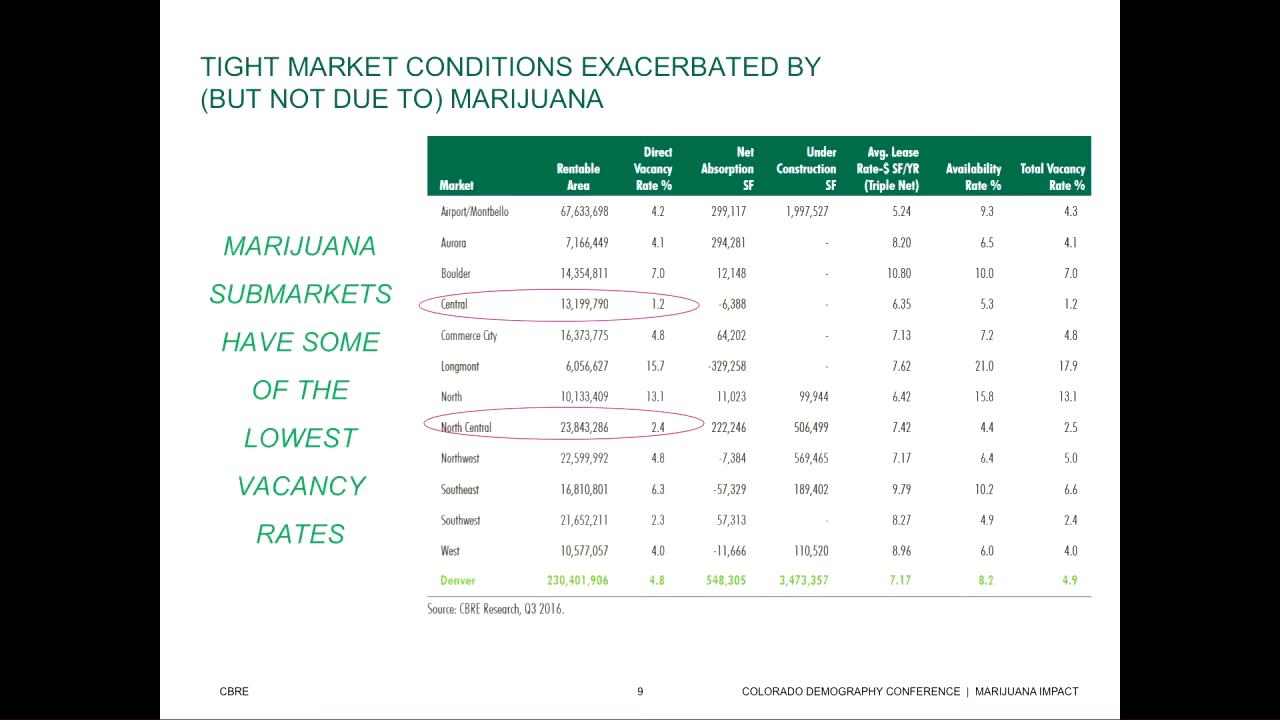 TIGHT MARKET CONDITIONS EXACERBATED BY
(BUT NOT DUE TO) MARIJUANA
MARIJUANA
SUBMARKETS
HAVE SOME
OF THE
LOWEST
VACANCY
RATES
Market Rentable Area Direct Vacancy Rate % Net Absorption SF Under Construction SF Avg. Lease Rate-$ SF/YR (Triple Net) Availability Rate % Total Vacancy Rate %
Airport/Montbello 67,633,698 4.2 299,117 1,997,527 5.24 9.3 4.3
Aurora 7,166,449 4.1 294,281 - 8.20 6.5 4.1
Boulder 14,354,811 7.0 12,148 - 10.80 10.0 7.0
Central 13,199,790 1.2 -6,388 - 6.35 5.3 1.2
Commerce City 16,373,775 4.8 64,202 - 7.13 7.2 4.8
Longmont 6,056,627 15.7 -329,258 - 7.62 21.0 17.9
North 10,133,409 13.1 11,023 99,944 6.42 15.8 13.1
North Central 23,843,286 2.4 222,246 506,499 7.42 4.4 2.5
Northwest 22,599,992 4.8 -7,384 569,465 7.17 6.4 5.0
Southeast 16,810,801 6.3 -57,329 189,402 9.79 10.2 6.6
Southwest 21,652,211 2.3 57,313 - 8.27 4.9 2.4
West 10,577,057 4.0 -11,666 110,520 8.96 6.0 4.0
Denver 230,401,906 4.8 548,305 3,473,357 7.17 8.2 4.9
Source: CBRE Research, Q3 2016.
CBRE 9 COLORADO DEMOGRAPHY CONFERENCE | MARIJUANA IMPACT